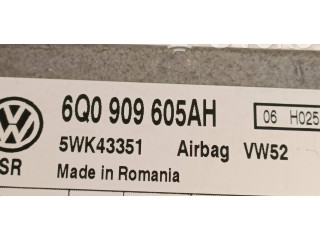 6Q0 909 605AH 06 H025
5WK43351 Airbag VW52
SR Made in Romania